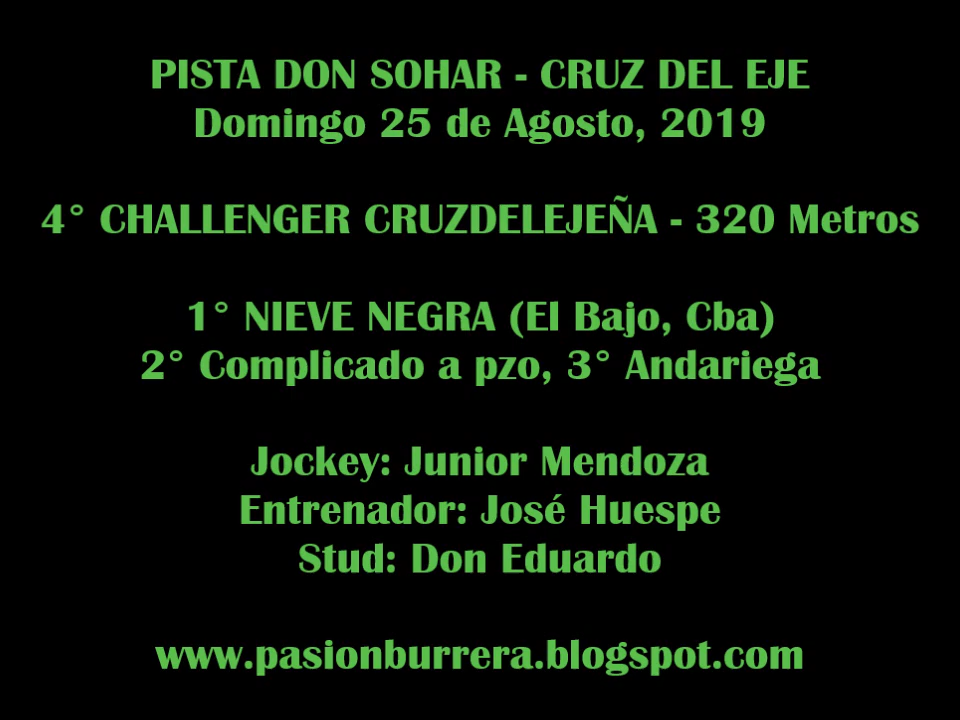 PISTA DON SOHAR - CRUZ DEL EJE
Domingo 25 de Agosto, 2019
4° CHALLENGER CRUZDELEJEÑA - 320 Metros
1° NIEVE NEGRA (El Bajo, Cba)
2° Complicado a pzo, 3° Andariega
Jockey: Junior Mendoza
Entrenador: José Huespe
Stud: Don Eduardo
www.pasionburrera.blogspot.com